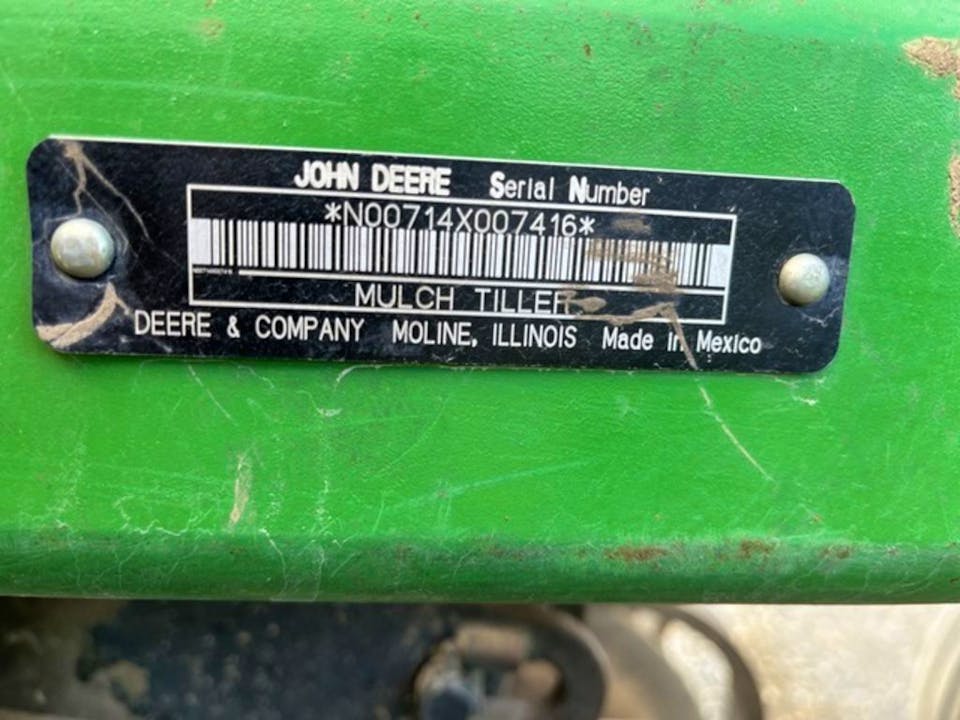 JOHN DEERE Serial Number
*N00714X007416*
MULCH TILLER
DEERE & COMPANY MOLINE, ILLINOIS Made in Mexico